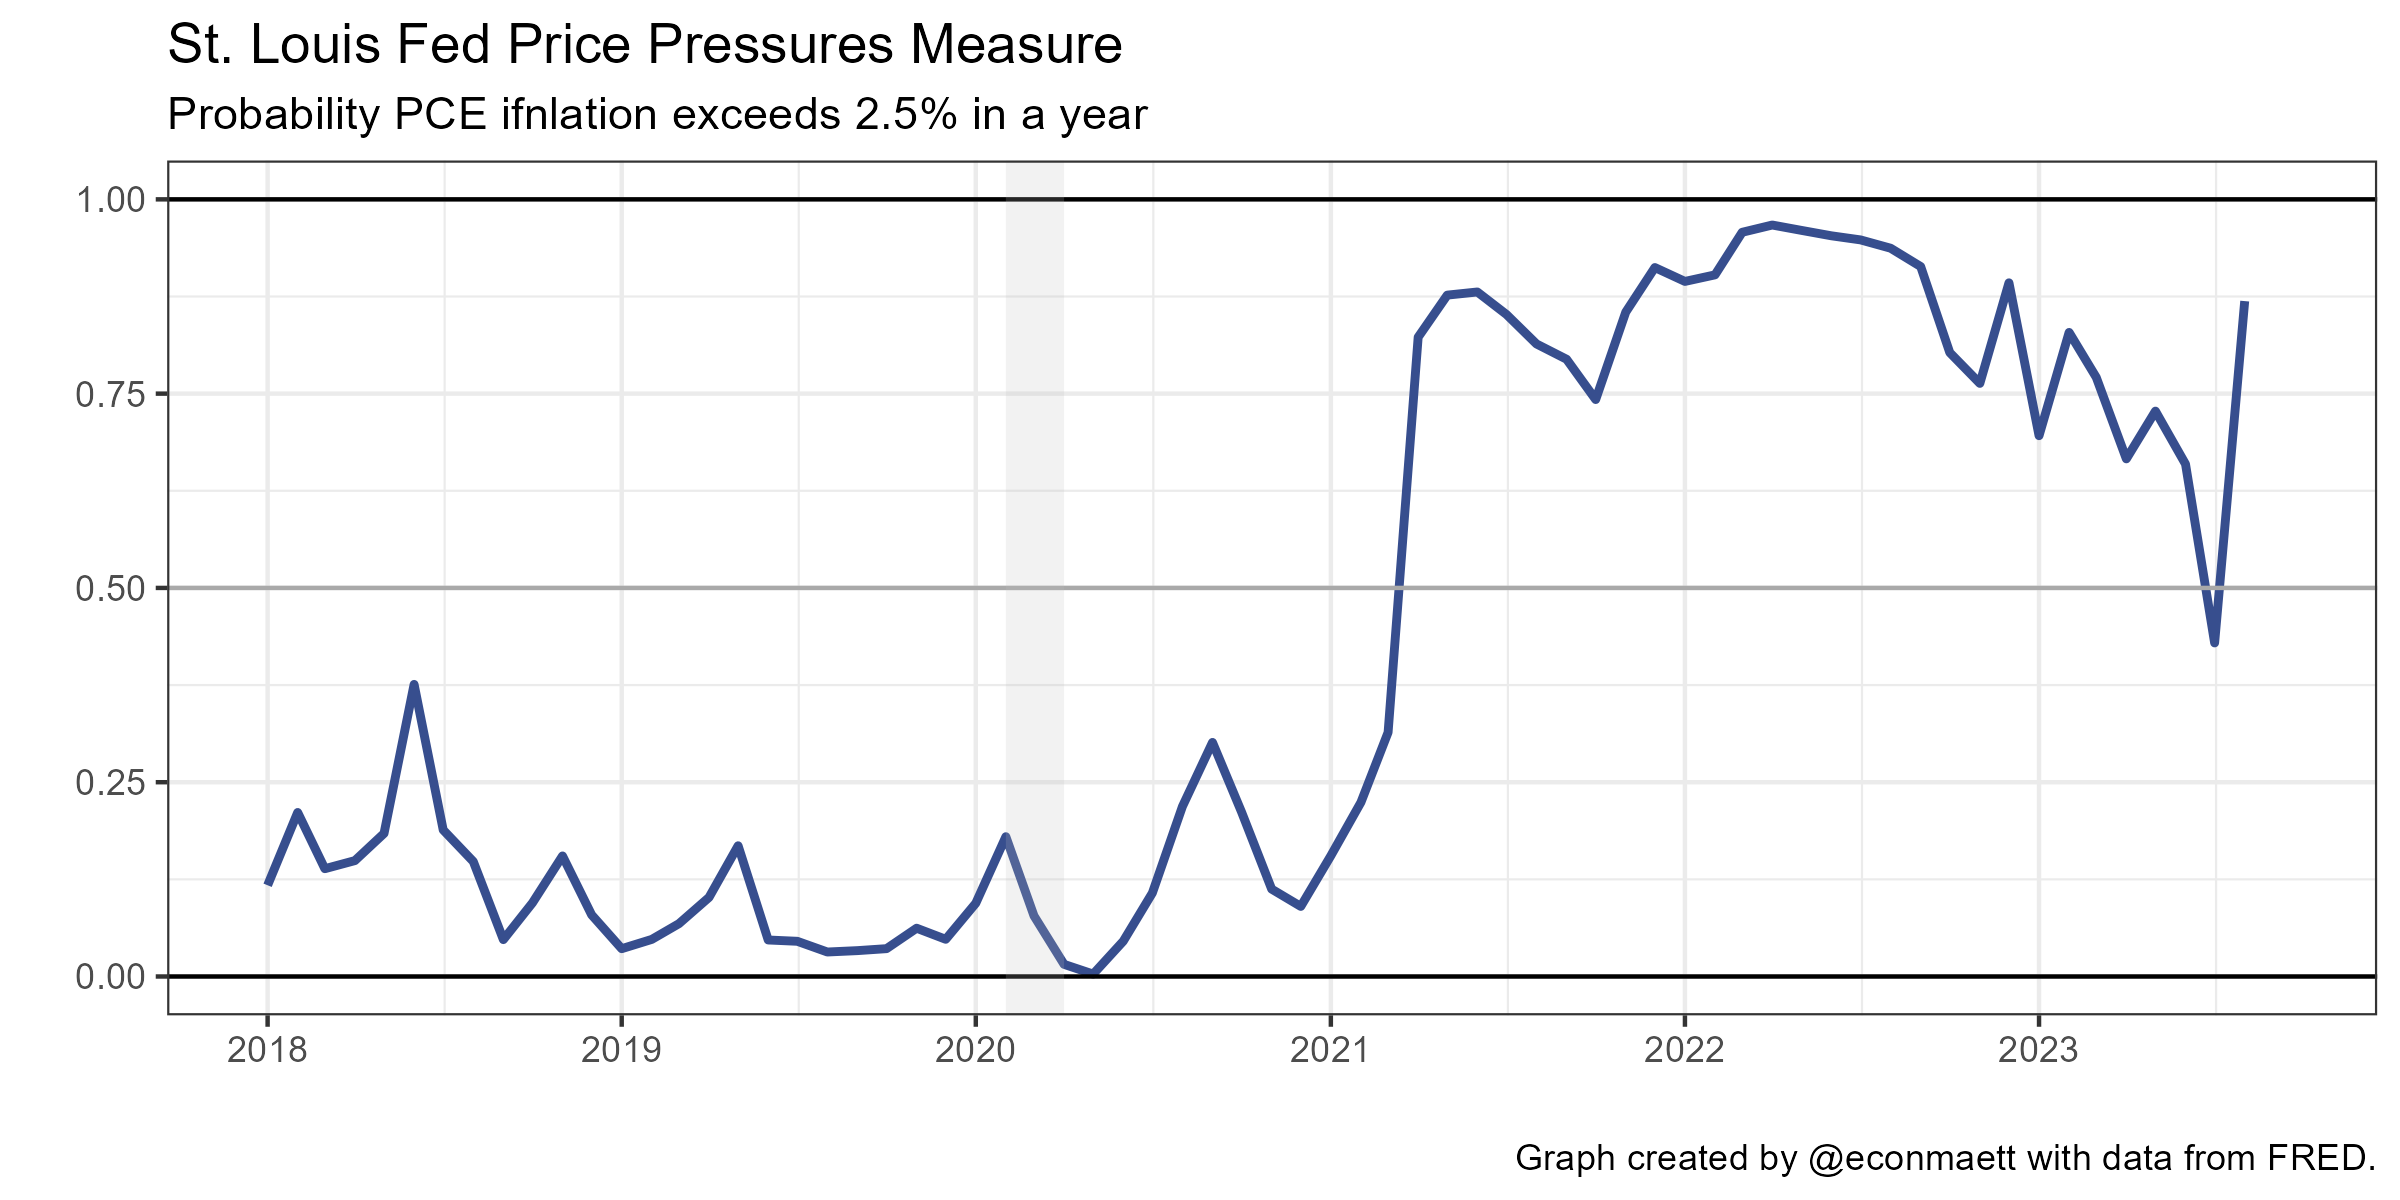 St. Louis Fed Price Pressures Measure
Probability PCE ifnlation exceeds 2.5% in a year
1.00
0.75
0.50
0.25
0.00
2018 2019 2020 2021 2022 2023
Graph created by @econmaett with data from FRED.